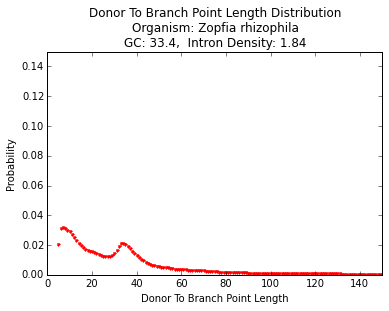 Donor To Branch Point Length Distribution
Organism: Zopfia rhizophila
GC: 33.4,  Intron Density: 1.84
0.14
0.12
0.10
0.08
0.06
0.04
0.02
0.00
Probability
0 20 40 60 80 100 120 140
Donor To Branch Point Length